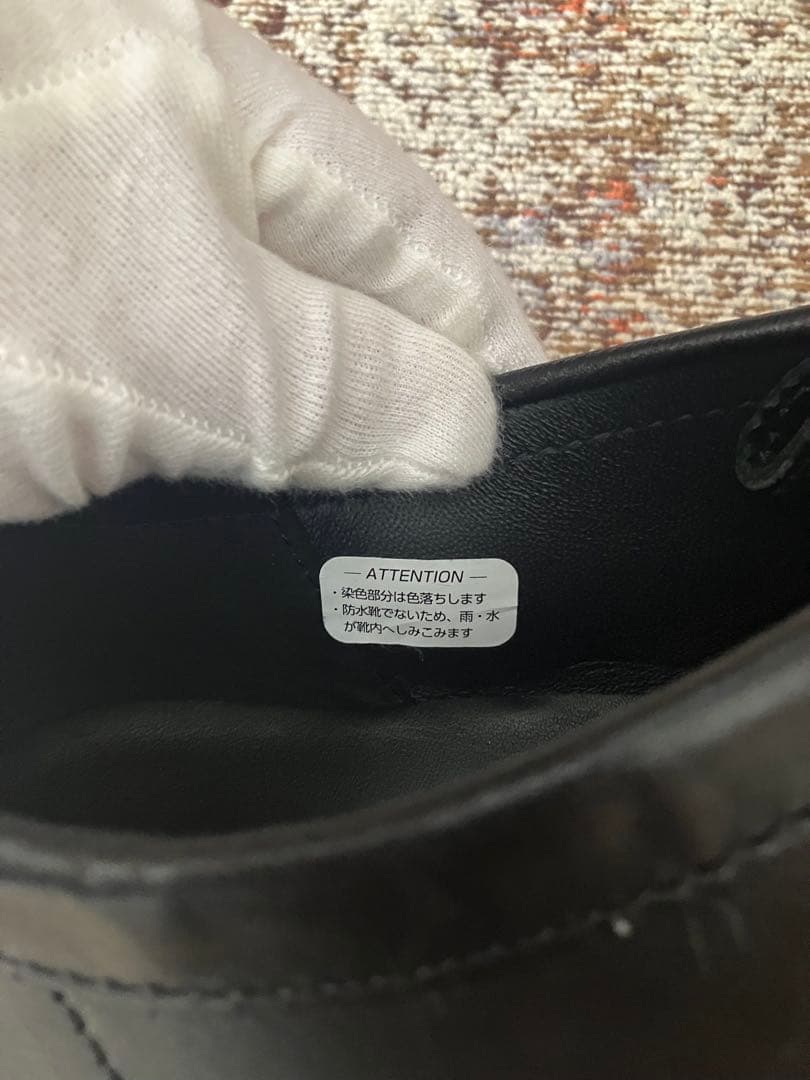 — ATTENTION —
・染色部分は色落ちします
・防水靴でないため、雨・水
が靴内へしみこみます